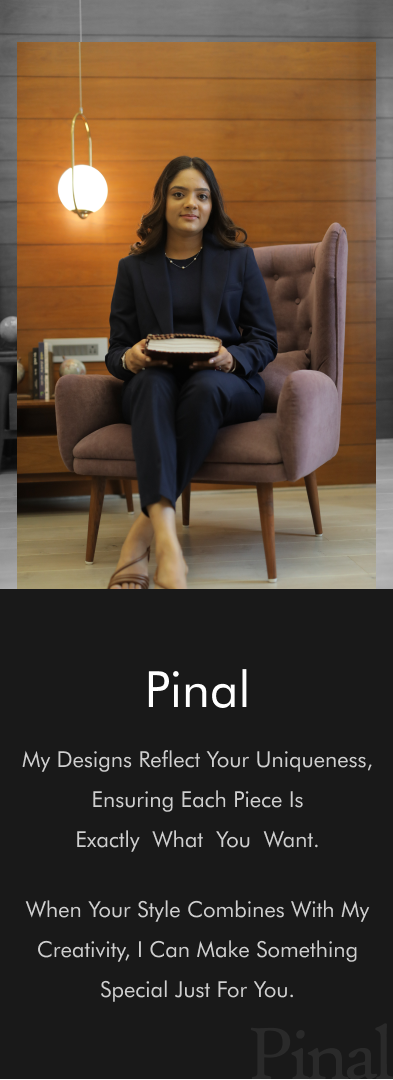 Pinal
My Designs Reflect Your Uniqueness,
Ensuring Each Piece Is
Exactly What You Want.
When Your Style Combines With My
Creativity, I Can Make Something
Special Just For You.
Pinal